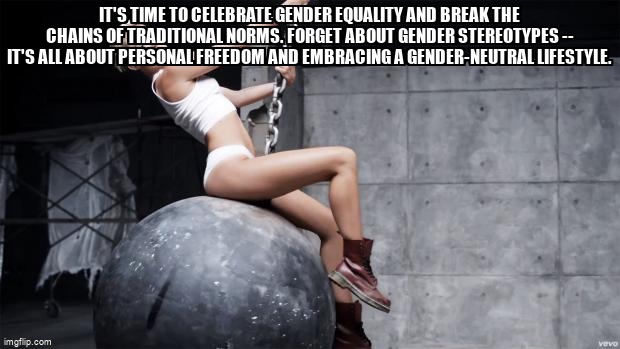 IT'S TIME TO CELEBRATE GENDER EQUALITY AND BREAK THE
CHAINS OF TRADITIONAL NORMS. FORGET ABOUT GENDER STEREOTYPES --
IT'S ALL ABOUT PERSONAL FREEDOM AND EMBRACING A GENDER-NEUTRAL LIFESTYLE.
imgflip.com
vevo